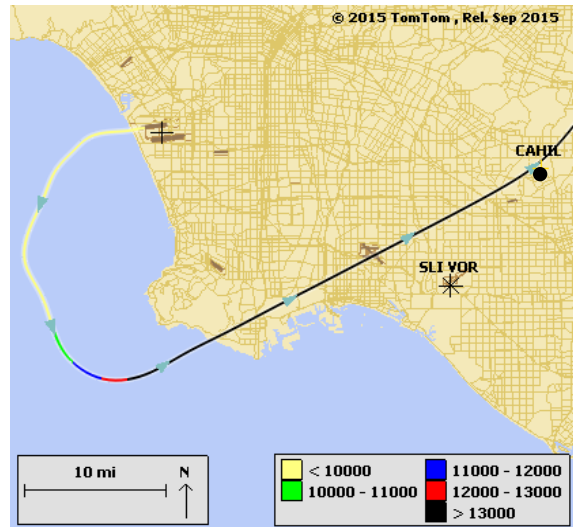 © 2015 TomTom , Rel. Sep 2015
CAHIL
SLI VOR
10 mi
N
< 10000
10000 - 11000
11000 - 12000
12000 - 13000
> 13000